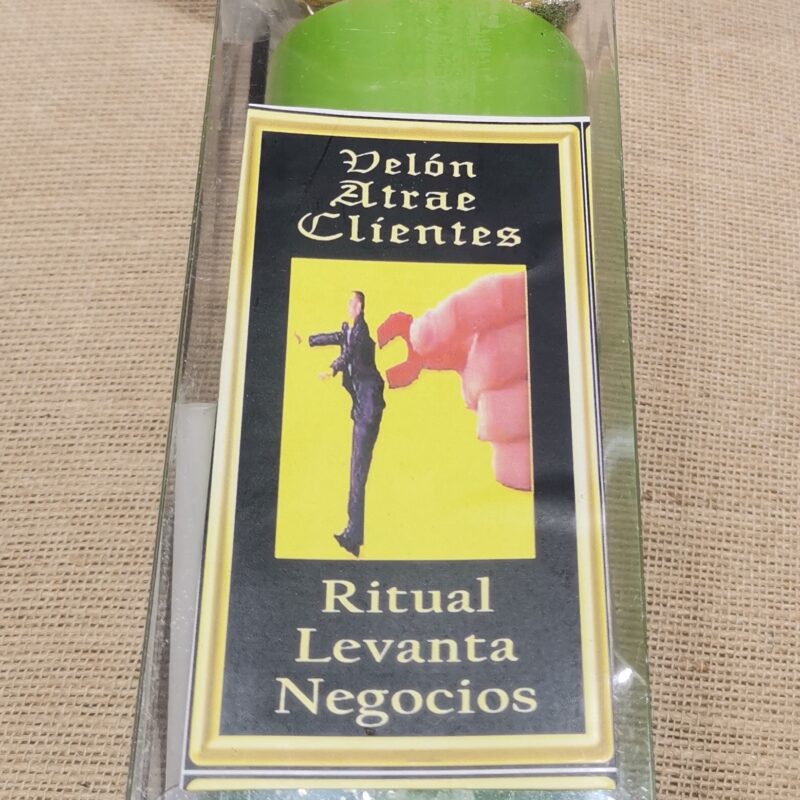 Velón
Atrae
Clientes
Ritual
Levanta
Negocios